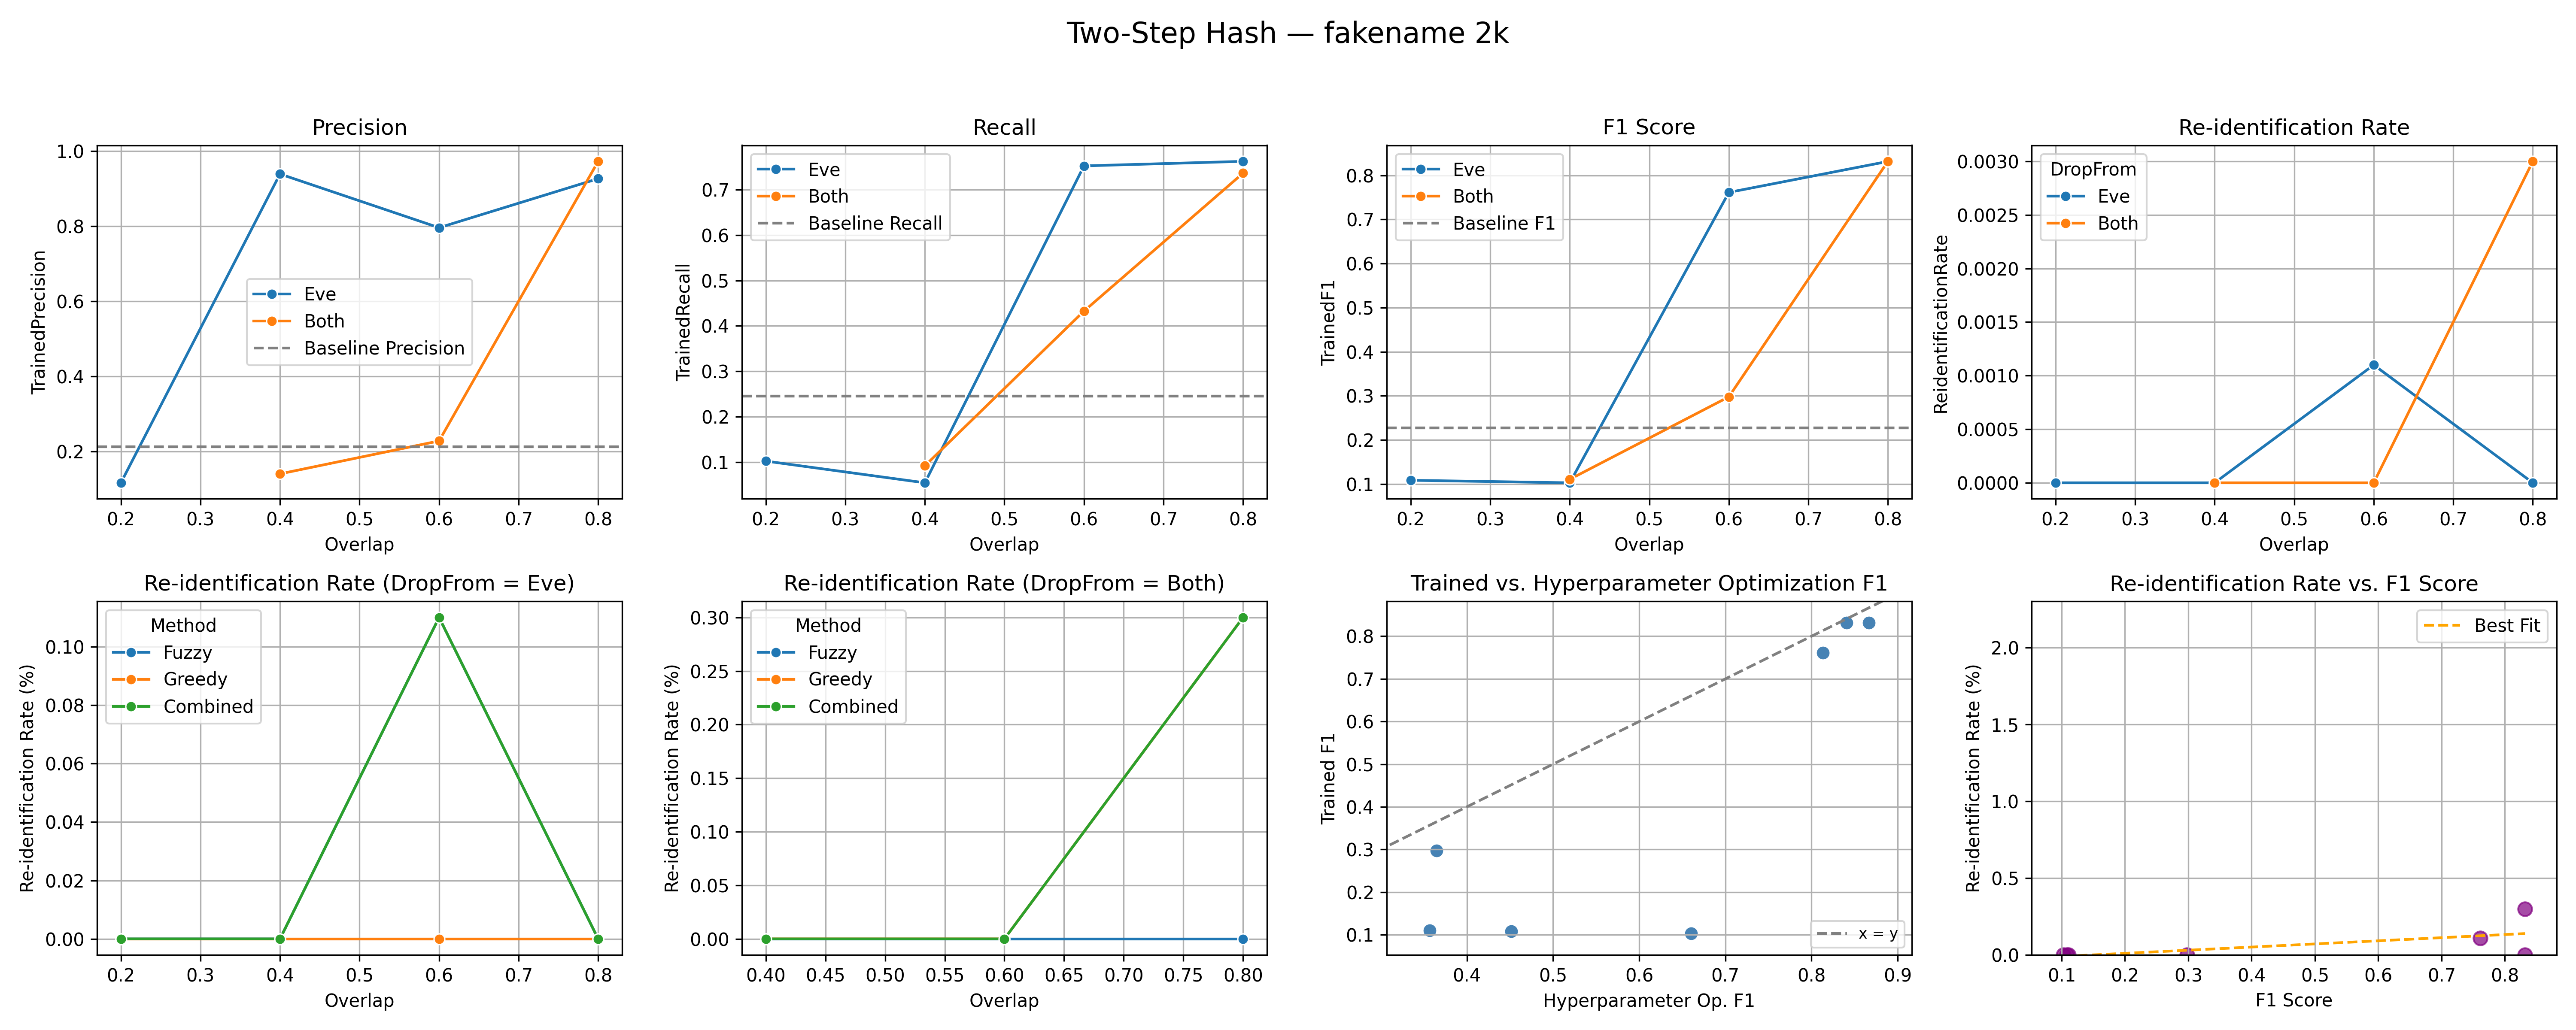 Two-Step Hash — fakename 2k
Precision
TrainedPrecision
1.0
0.8
0.6
0.4
0.2
Eve
Both
Baseline Precision
0.2 0.3 0.4 0.5 0.6 0.7 0.8
Overlap
Recall
TrainedRecall
0.7
0.6
0.5
0.4
0.3
0.2
0.1
Eve
Both
Baseline Recall
0.2 0.3 0.4 0.5 0.6 0.7 0.8
Overlap
F1 Score
TrainedF1
0.8
0.7
0.6
0.5
0.4
0.3
0.2
0.1
Eve
Both
Baseline F1
0.2 0.3 0.4 0.5 0.6 0.7 0.8
Overlap
Re-identification Rate
ReidentificationRate
0.0030
0.0025
0.0020
0.0015
0.0010
0.0005
0.0000
DropFrom
Eve
Both
0.2 0.3 0.4 0.5 0.6 0.7 0.8
Overlap
Re-identification Rate (DropFrom = Eve)
Re-identification Rate (%)
0.10
0.08
0.06
0.04
0.02
0.00
Method
Fuzzy
Greedy
Combined
0.2 0.3 0.4 0.5 0.6 0.7 0.8
Overlap
Re-identification Rate (DropFrom = Both)
Re-identification Rate (%)
0.30
0.25
0.20
0.15
0.10
0.05
0.00
Method
Fuzzy
Greedy
Combined
0.40 0.45 0.50 0.55 0.60 0.65 0.70 0.75 0.80
Overlap
Trained vs. Hyperparameter Optimization F1
Trained F1
0.8
0.7
0.6
0.5
0.4
0.3
0.2
0.1
x = y
0.4 0.5 0.6 0.7 0.8 0.9
Hyperparameter Op. F1
Re-identification Rate vs. F1 Score
Re-identification Rate (%)
2.0
1.5
1.0
0.5
0.0
Best Fit
0.1 0.2 0.3 0.4 0.5 0.6 0.7 0.8
F1 Score